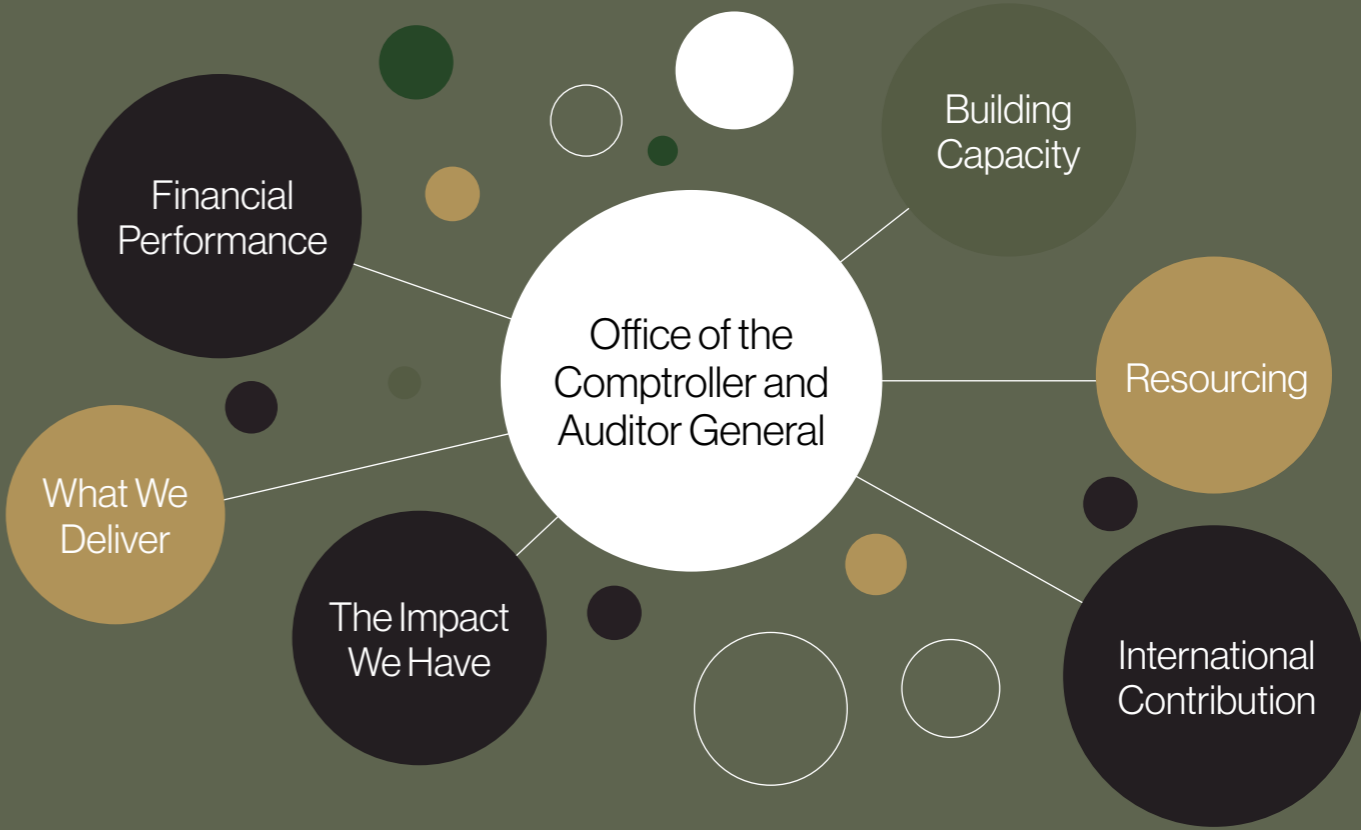 Building
Capacity
Financial
Performance
Office of the
Comptroller and
Auditor General
Resourcing
What We
Deliver
The Impact
We Have
International
Contribution